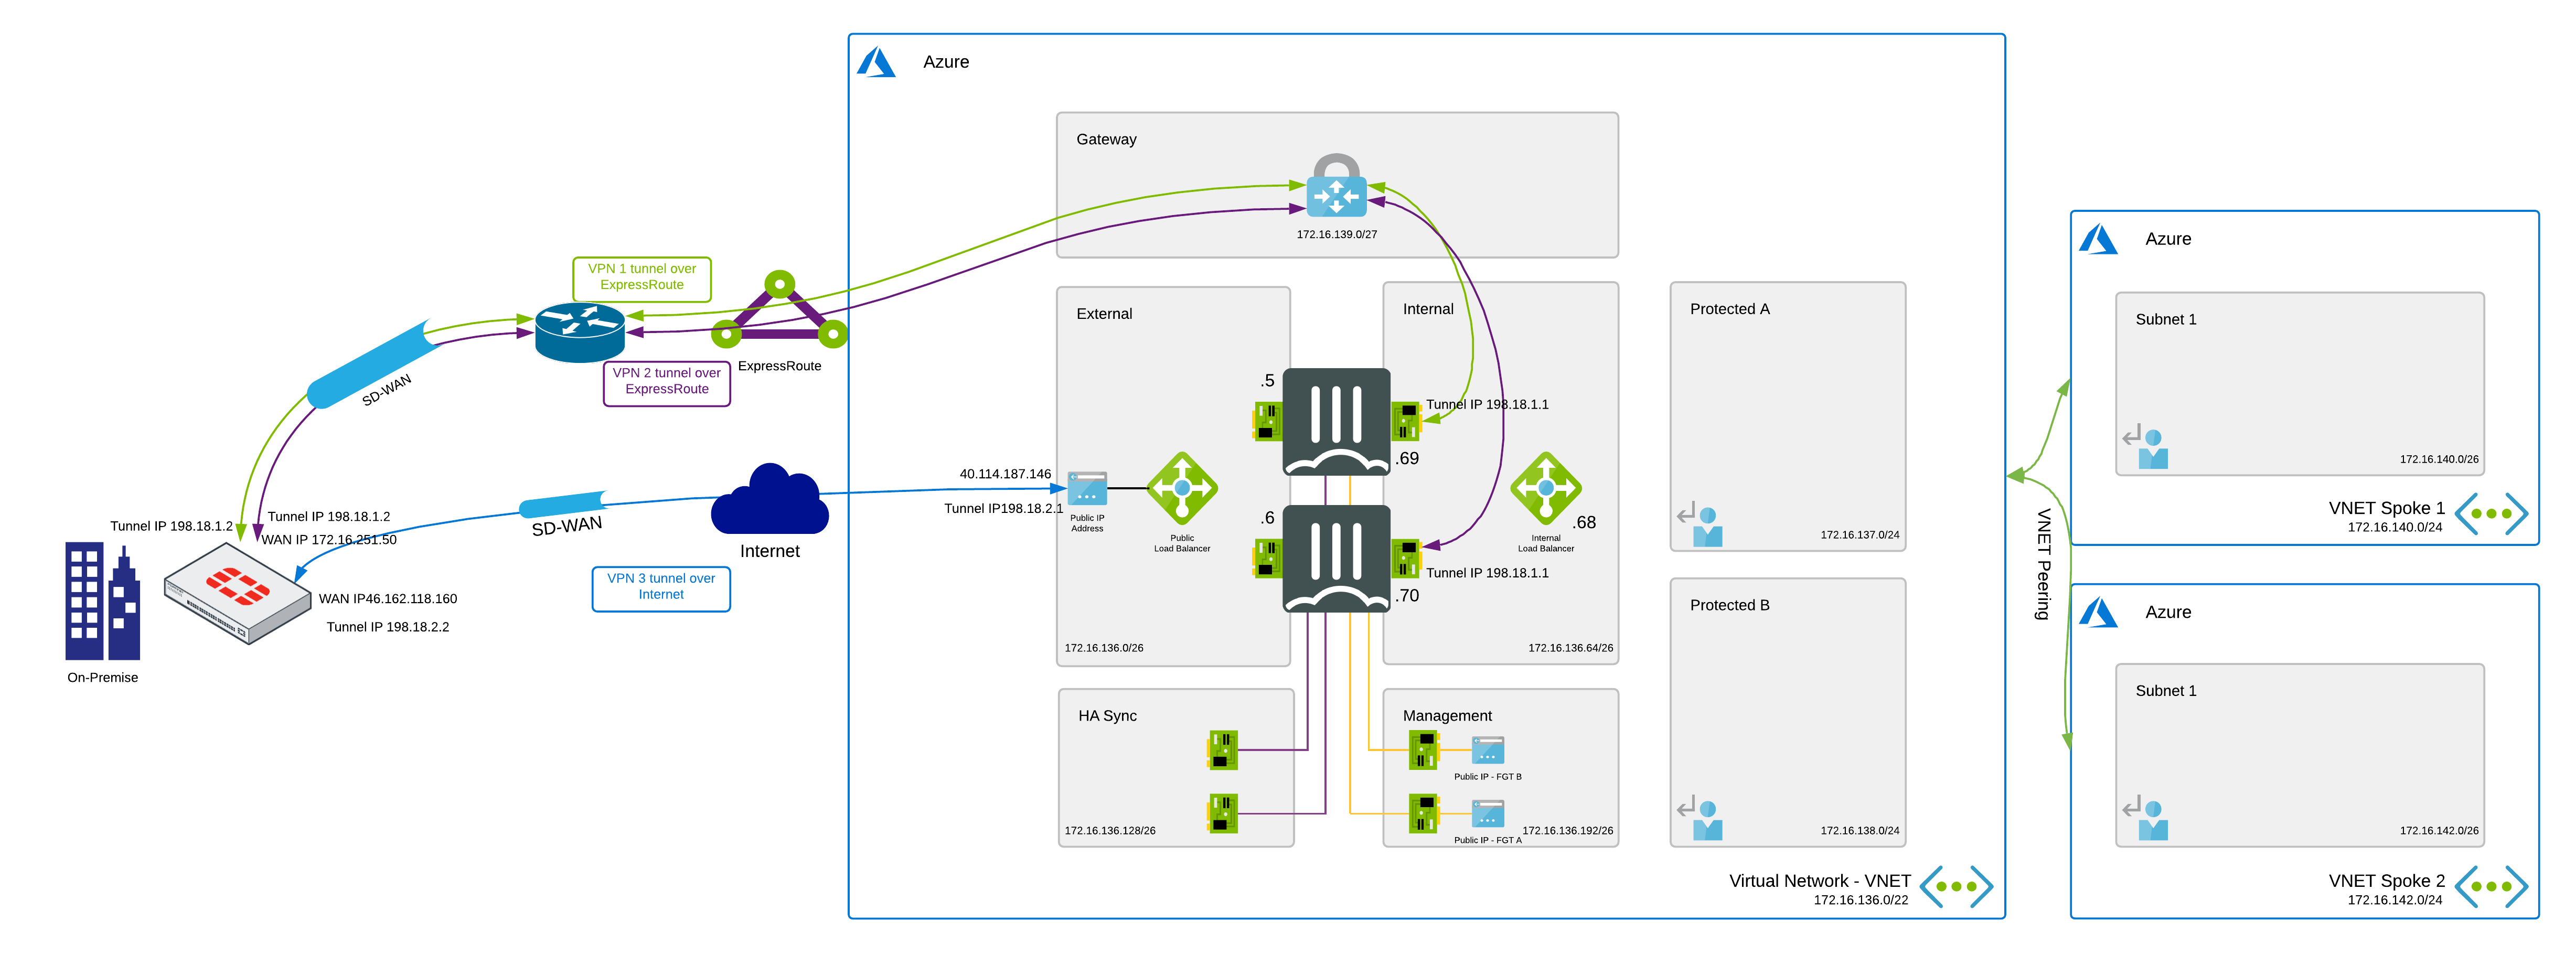 Azure
Gateway
172.16.139.0/27
VPN 1 tunnel over
ExpressRoute
VPN 2 tunnel over
ExpressRoute
ExpressRoute
SD-WAN
External
.5
.6
40.114.187.146
Tunnel IP198.18.2.1
Public IP
Address
Public
Load Balancer
172.16.136.0/26
Internal
Tunnel IP 198.18.1.1
.69
.68
Internal
Load Balancer
Tunnel IP 198.18.1.1
.70
172.16.136.64/26
Protected A
172.16.137.0/24
Protected B
172.16.138.0/24
Tunnel IP 198.18.1.2
Tunnel IP 198.18.1.2
WAN IP 172.16.251.50
SD-WAN
Internet
VPN 3 tunnel over
Internet
WAN IP46.162.118.160
Tunnel IP 198.18.2.2
On-Premise
HA Sync
172.16.136.128/26
Management
Public IP - FGT B
Public IP - FGT A
172.16.136.192/26
Virtual Network - VNET
172.16.136.0/22
VNET Peering
Azure
Subnet 1
172.16.140.0/26
VNET Spoke 1
172.16.140.0/24
Azure
Subnet 1
172.16.142.0/26
VNET Spoke 2
172.16.142.0/24